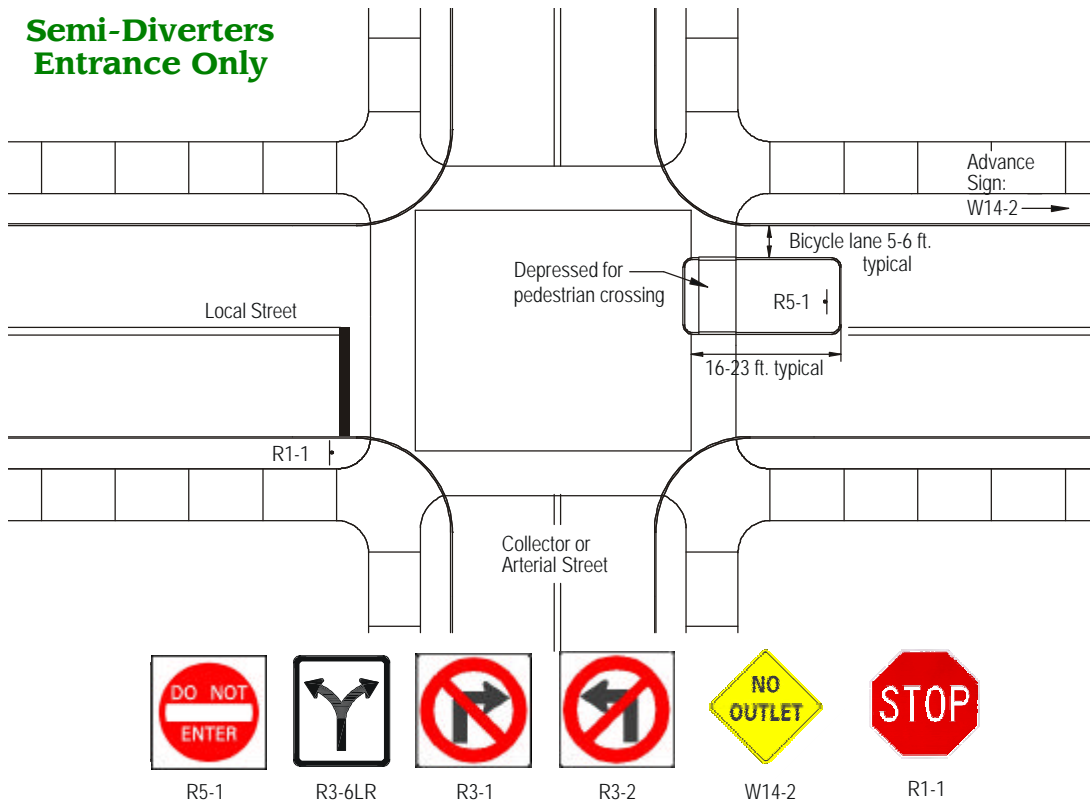 Semi-Diverters
Entrance Only
Advance
Sign:
W14-2
Bicycle lane 5-6 ft.
typical
Depressed for
pedestrian crossing
R5-1
Local Street
16-23 ft. typical
R1-1
Collector or
Arterial Street
DO NOT
ENTER
NO
OUTLET
STOP
R5-1
R3-6LR
R3-1
R3-2
W14-2
R1-1